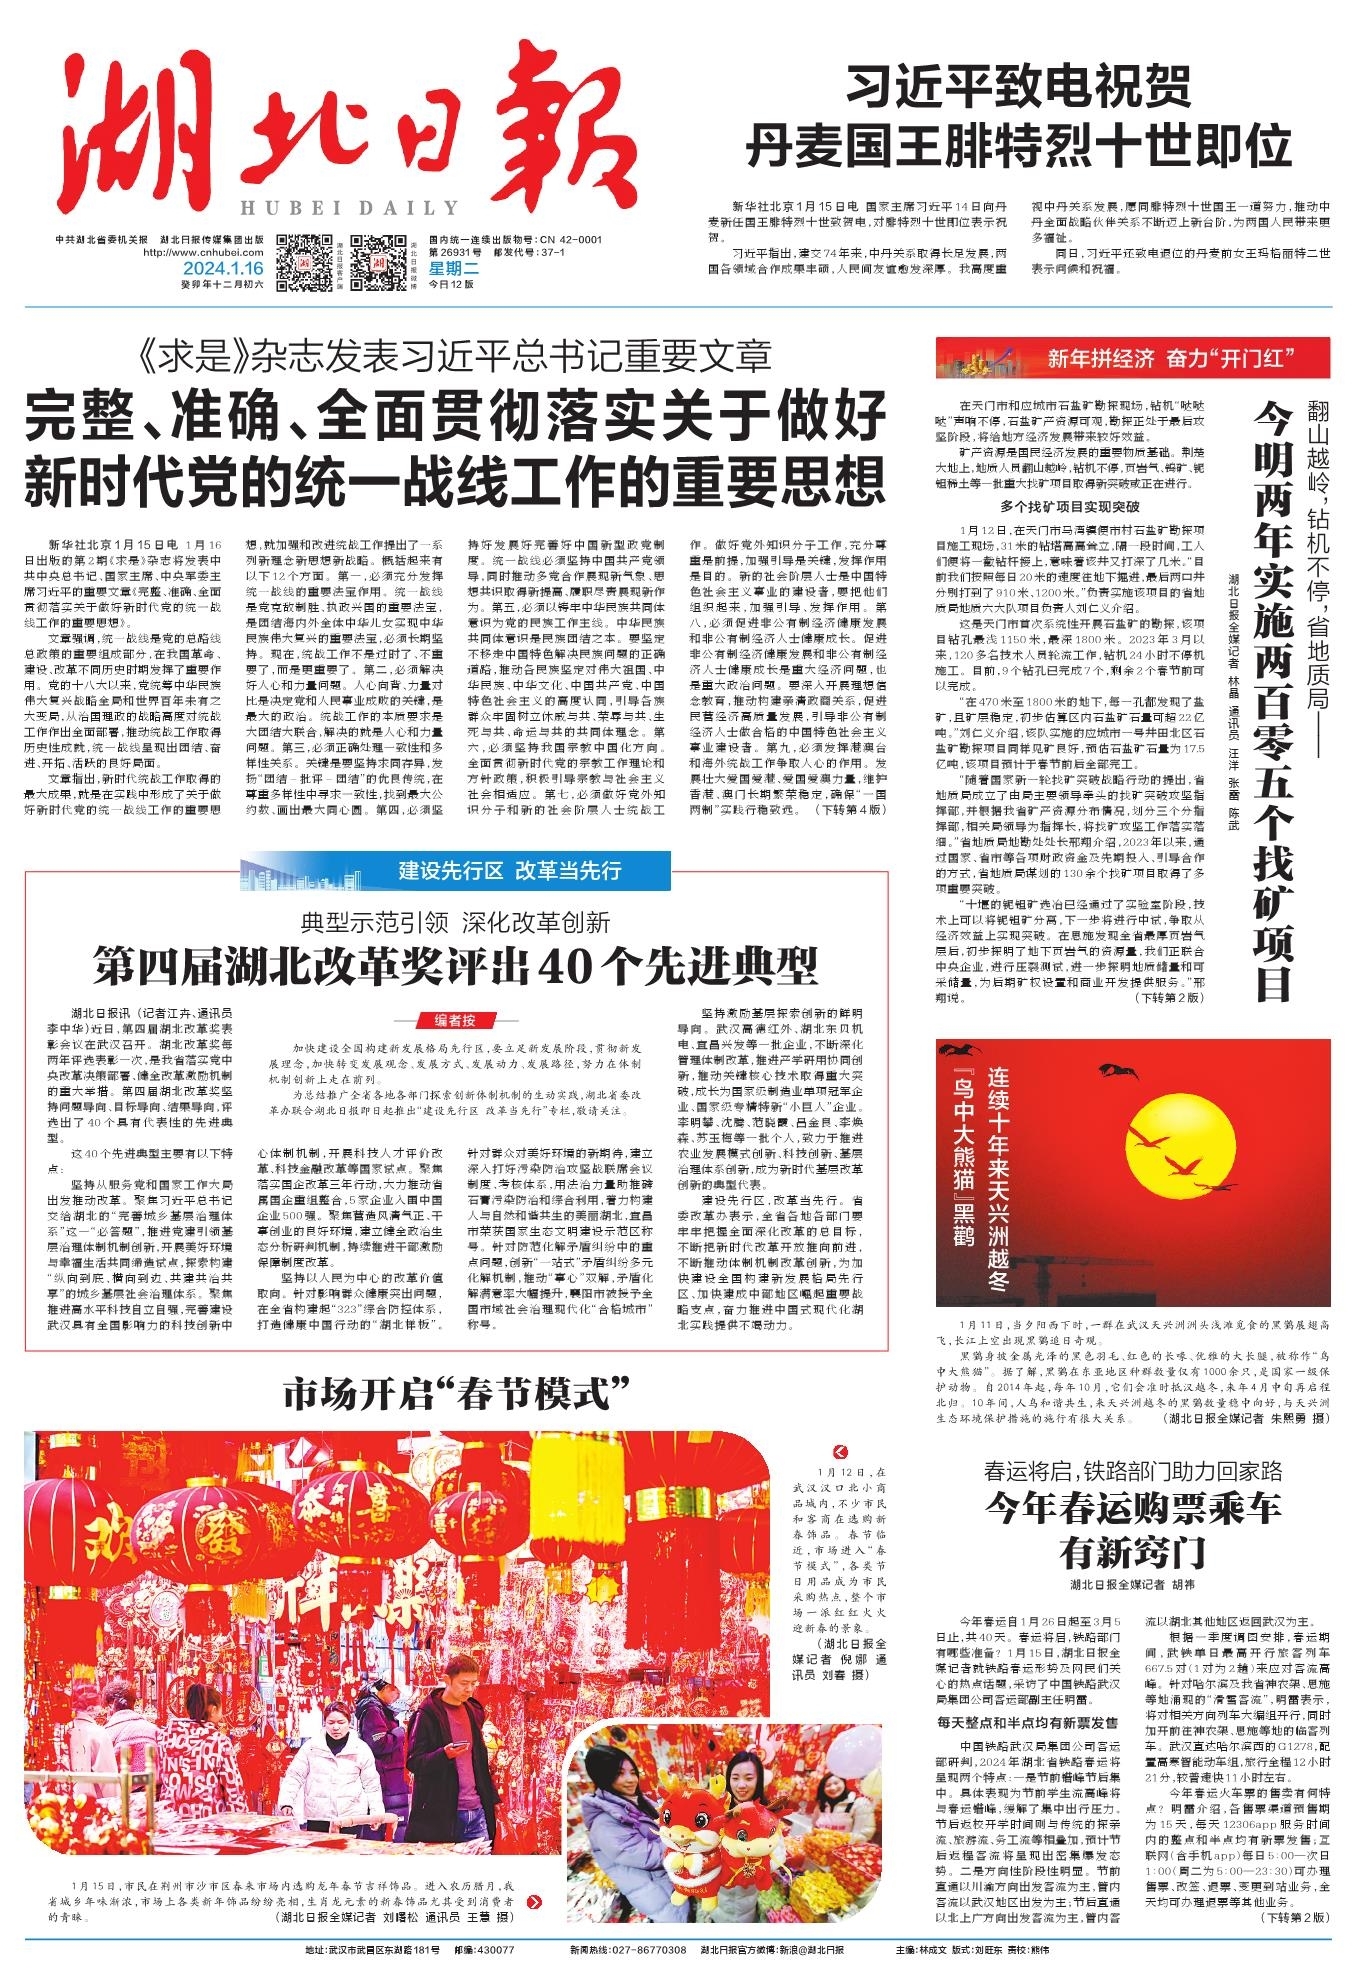 湖北日報
HUBEI DAILY
中共湖北省委机关报 湖北日报传媒集团出版
http://www.cnhubei.com
2024.1.16
癸卯年十二月初六
湖北日报客户端
湖北日报微博
国内统一连续出版物号:CN 42-0001
第26931号 邮发代号:37-1
星期二
今日12版
习近平致电祝贺
丹麦国王腓特烈十世即位
新华社北京1月15日电 国家主席习近平14日向丹
麦新任国王腓特烈十世致贺电,对腓特烈十世即位表示祝
贺。
习近平指出,建交74年来,中丹关系取得长足发展,两
国各领域合作成果丰硕,人民间友谊愈发深厚。我高度重
视中丹关系发展,愿同腓特烈十世国王一道努力,推动中
丹全面战略伙伴关系不断迈上新台阶,为两国人民带来更
多福祉。
同日,习近平还致电退位的丹麦前女王玛格丽特二世
表示问候和祝福。
《求是》杂志发表习近平总书记重要文章
完整、准确、全面贯彻落实关于做好
新时代党的统一战线工作的重要思想
新华社北京1月15日电 1月16
日出版的第2期《求是》杂志将发表中
共中央总书记、国家主席、中央军委主
席习近平的重要文章《完整、准确、全面
贯彻落实关于做好新时代党的统一战
线工作的重要思想》。
文章强调,统一战线是党的总路线
总政策的重要组成部分,在我国革命、
建设、改革不同历史时期发挥了重要作
用。党的十八大以来,党统筹中华民族
伟大复兴战略全局和世界百年未有之
大变局,从治国理政的战略高度对统战
工作作出全面部署,推动统战工作取得
历史性成就,统一战线呈现出团结、奋
进、开拓、活跃的良好局面。
文章指出,新时代统战工作取得的
最大成果,就是在实践中形成了关于做
好新时代党的统一战线工作的重要思
想,就加强和改进统战工作提出了一系
列新理念新思想新战略。概括起来有
以下12个方面。第一,必须充分发挥
统一战线的重要法宝作用。统一战线
是党克敌制胜、执政兴国的重要法宝,
是团结海内外全体中华儿女实现中华
民族伟大复兴的重要法宝,必须长期坚
持。现在,统战工作不是过时了、不重
要了,而是更重要了。第二,必须解决
好人心和力量问题。人心向背、力量对
比是决定党和人民事业成败的关键,是
最大的政治。统战工作的本质要求是
大团结大联合,解决的就是人心和力量
问题。第三,必须正确处理一致性和多
样性关系。关键是要坚持求同存异,发
扬“团结-批评-团结”的优良传统,在
尊重多样性中寻求一致性,找到最大公
约数、画出最大同心圆。第四,必须坚
持好发展好完善好中国新型政党制
度。统一战线必须坚持中国共产党领
导,同时推动多党合作展现新气象、思
想共识取得新提高、履职尽责展现新作
为。第五,必须以铸牢中华民族共同体
意识为党的民族工作主线。中华民族
共同体意识是民族团结之本。要坚定
不移走中国特色解决民族问题的正确
道路,推动各民族坚定对伟大祖国、中
华民族、中华文化、中国共产党、中国
特色社会主义的高度认同,引导各族
群众牢固树立休戚与共、荣辱与共、生
死与共、命运与共的共同体理念。第
六,必须坚持我国宗教中国化方向。
全面贯彻新时代党的宗教工作理论和
方针政策,积极引导宗教与社会主义
社会相适应。第七,必须做好党外知
识分子和新的社会阶层人士统战工
作。做好党外知识分子工作,充分尊
重是前提,加强引导是关键,发挥作用
是目的。新的社会阶层人士是中国特
色社会主义事业的建设者,要把他们
组织起来,加强引导、发挥作用。第
八,必须促进非公有制经济健康发展
和非公有制经济人士健康成长。促进
非公有制经济健康发展和非公有制经
济人士健康成长是重大经济问题,也
是重大政治问题。要深入开展理想信
念教育,推动构建亲清政商关系,促进
民营经济高质量发展,引导非公有制
经济人士做合格的中国特色社会主义
事业建设者。第九,必须发挥港澳台
和海外统战工作争取人心的作用。发
展壮大爱国爱港、爱国爱澳力量,维护
香港、澳门长期繁荣稳定,确保“一国
两制”实践行稳致远。 (下转第4版)
新年拼经济 奋力“开门红”
翻山越岭,钻机不停,省地质局——
今明两年实施两百零五个找矿项目
湖北日报全媒记者 林晶 通讯员 汪洋 张蕾 陈武
在天门市和应城市石盐矿勘探现场,钻机“哒哒
哒”声响不停,石盐矿产资源可观,勘探正处于最后攻
坚阶段,将给地方经济发展带来较好效益。
矿产资源是国民经济发展的重要物质基础。荆楚
大地上,地质人员翻山越岭,钻机不停,页岩气、钨矿、铌
钽稀土等一批重大找矿项目取得新突破或正在进行。
多个找矿项目实现突破
1月12日,在天门市马湾镇便市村石盐矿勘探项
目施工现场,31米的钻塔高高耸立,隔一段时间,工人
们便将一截钻杆接上,意味着该井又打深了几米。“目
前我们按照每日20米的速度往地下掘进,最后两口井
分别打到了910米、1200米。”负责实施该项目的省地
质局地质六大队项目负责人刘仁义介绍。
这是天门市首次系统性开展石盐矿的勘探,该项
目钻孔最浅1150米,最深1800米。2023年3月以
来,120多名技术人员轮流工作,钻机24小时不停机
施工。目前,9个钻孔已完成7个,剩余2个春节前可
以完成。
“在470米至1800米的地下,每一孔都发现了盐
矿,且矿层稳定,初步估算区内石盐矿石量可超22亿
吨。”刘仁义介绍,该队实施的应城市一号井田北区石
盐矿勘探项目同样见矿良好,预估石盐矿石量为17.5
亿吨,该项目预计于春节前后全部完工。
“随着国家新一轮找矿突破战略行动的提出,省
地质局成立了由局主要领导牵头的找矿突破攻坚指
挥部,并根据我省矿产资源分布情况,划分三个分指
挥部,相关局领导为指挥长,将找矿攻坚工作落实落
细。”省地质局地勘处处长邢翔介绍,2023年以来,通
过国家、省市等各项财政资金及先期投入、引导合作
的方式,省地质局谋划的130余个找矿项目取得了多
项重要突破。
“十堰的铌钽矿选冶已经通过了实验室阶段,技
术上可以将铌钽矿分离,下一步将进行中试,争取从
经济效益上实现突破。在恩施发现全省最厚页岩气
层后,初步探明了地下页岩气的资源量,我们正联合
中央企业,进行压裂测试,进一步探明地质储量和可
采储量,为后期矿权设置和商业开发提供服务。”邢
翔说。 (下转第2版)
建设先行区 改革当先行
典型示范引领 深化改革创新
第四届湖北改革奖评出40个先进典型
湖北日报讯 (记者江卉、通讯员
李中华)近日,第四届湖北改革奖表
彰会议在武汉召开。湖北改革奖每
两年评选表彰一次,是我省落实党中
央改革决策部署、健全改革激励机制
的重大举措。第四届湖北改革奖坚
持问题导向、目标导向、结果导向,评
选出了40个具有代表性的先进典
型。
这40个先进典型主要有以下特
点:
坚持从服务党和国家工作大局
出发推动改革。聚焦习近平总书记
交给湖北的“完善城乡基层治理体
系”这一“必答题”,推进党建引领基
层治理体制机制创新,开展美好环境
与幸福生活共同缔造试点,探索构建
“纵向到底、横向到边、共建共治共
享”的城乡基层社会治理体系。聚焦
推进高水平科技自立自强,完善建设
武汉具有全国影响力的科技创新中
编者按
加快建设全国构建新发展格局先行区,要立足新发展阶段,贯彻新发
展理念,加快转变发展观念、发展方式、发展动力、发展路径,努力在体制
机制创新上走在前列。
为总结推广全省各地各部门探索创新体制机制的生动实践,湖北省委改
革办联合湖北日报即日起推出“建设先行区 改革当先行”专栏,敬请关注。
心体制机制,开展科技人才评价改
革、科技金融改革等国家试点。聚焦
落实国企改革三年行动,大力推动省
属国企重组整合,5家企业入围中国
企业500强。聚焦营造风清气正、干
事创业的良好环境,建立健全政治生
态分析研判机制,持续推进干部激励
保障制度改革。
坚持以人民为中心的改革价值
取向。针对影响群众健康突出问题,
在全省构建起“323”综合防控体系,
打造健康中国行动的“湖北样板”。
针对群众对美好环境的新期待,建立
深入打好污染防治攻坚战联席会议
制度、考核体系,用法治力量助推磷
石膏污染防治和综合利用,着力构建
人与自然和谐共生的美丽湖北,宜昌
市荣获国家生态文明建设示范区称
号。针对防范化解矛盾纠纷中的重
点问题,创新“一站式”矛盾纠纷多元
化解机制,推动“事心”双解,矛盾化
解满意率大幅提升,襄阳市被授予全
国市域社会治理现代化“合格城市”
称号。
坚持激励基层探索创新的鲜明
导向。武汉高德红外、湖北东贝机
电、宜昌兴发等一批企业,不断深化
管理体制改革,推进产学研用协同创
新,推动关键核心技术取得重大突
破,成长为国家级制造业单项冠军企
业、国家级专精特新“小巨人”企业。
李明攀、沈腾、范晓霞、吕金良、李焕
森、苏玉梅等一批个人,致力于推进
农业发展模式创新、科技创新、基层
治理体系创新,成为新时代基层改革
创新的典型代表。
建设先行区,改革当先行。省
委改革办表示,全省各地各部门要
牢牢把握全面深化改革的总目标,
不断把新时代改革开放推向前进,
不断推动体制机制改革创新,为加
快建设全国构建新发展格局先行
区、加快建成中部地区崛起重要战
略支点,奋力推进中国式现代化湖
北实践提供不竭动力。
连续十年来天兴洲越冬
『鸟中大熊猫』黑鹳
1月11日,当夕阳西下时,一群在武汉天兴洲洲头浅滩觅食的黑鹳展翅高
飞,长江上空出现黑鹳追日奇观。
黑鹳身披金属光泽的黑色羽毛、红色的长喙、优雅的大长腿,被称作“鸟
中大熊猫”。据了解,黑鹳在东亚地区种群数量仅有1000余只,是国家一级保
护动物。自2014年起,每年10月,它们会准时抵汉越冬,来年4月中旬再启程
北归。10年间,人鸟和谐共生,来天兴洲越冬的黑鹳数量稳中向好,与天兴洲
生态环境保护措施的施行有很大关系。 (湖北日报全媒记者 朱熙勇 摄)
市场开启“春节模式”
1月12日,在
武汉汉口北小商
品城内,不少市民
和客商在选购新
春饰品。春节临
近,市场进入“春
节模式”,各类节
日用品成为市民
采购热点,整个市
场一派红红火火
迎新春的景象。
(湖北日报全
媒记者 倪娜 通
讯员 刘春 摄)
1月15日,市民在荆州市沙市区春来市场内选购龙年春节吉祥饰品。进入农历腊月,我
省城乡年味渐浓,市场上各类新年饰品纷纷亮相,生肖龙元素的新春饰品尤其受到消费者
的青睐。 (湖北日报全媒记者 刘曙松 通讯员 王慧 摄)
春运将启,铁路部门助力回家路
今年春运购票乘车
有新窍门
湖北日报全媒记者 胡祎
今年春运自1月26日起至3月5
日止,共40天。春运将启,铁路部门
有哪些准备?1月15日,湖北日报全
媒记者就铁路春运形势及网民们关
心的热点话题,采访了中国铁路武汉
局集团公司客运部副主任明雷。
每天整点和半点均有新票发售
中国铁路武汉局集团公司客运
部研判,2024年湖北省铁路春运将
呈现两个特点:一是节前错峰节后集
中。具体表现为节前学生流高峰将
与春运错峰,缓解了集中出行压力。
节后返校开学时间则与传统的探亲
流、旅游流、务工流等相叠加,预计节
后返程客流将呈现出密集爆发态
势。二是方向性阶段性明显。节前
直通以川渝方向出发客流为主,管内
客流以武汉地区出发为主;节后直通
以北上广方向出发客流为主,管内客
流以湖北其他地区返回武汉为主。
根据一季度调图安排,春运期
间,武铁单日最高开行旅客列车
667.5对(1对为2趟)来应对客流高
峰。针对哈尔滨及我省神农架、恩施
等地涌现的“滑雪客流”,明雷表示,
将对相关方向列车大编组开行,同时
加开前往神农架、恩施等地的临客列
车。武汉直达哈尔滨西的G1278,配
置高寒智能动车组,旅行全程12小时
21分,较普速快11小时左右。
今年春运火车票的售卖有何特
点?明雷介绍,各售票渠道预售期
为15天,每天12306app服务时间
内的整点和半点均有新票发售;互
联网(含手机app)每日5:00—次日
1:00(周二为5:00—23:30)可办理
售票、改签、退票、变更到站业务,全
天均可办理退票等其他业务。
(下转第2版)
地址:武汉市武昌区东湖路181号 邮编:430077 新闻热线:027-86770308 湖北日报官方微博:新浪@湖北日报 主编:林成文 版式:刘旺东 责校:熊伟